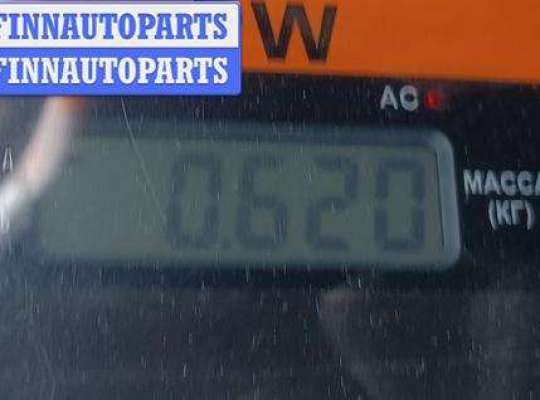 FINNAUTOPARTS
FINNAUTOPARTS
W
AC
0.620
МАССА
(КГ)